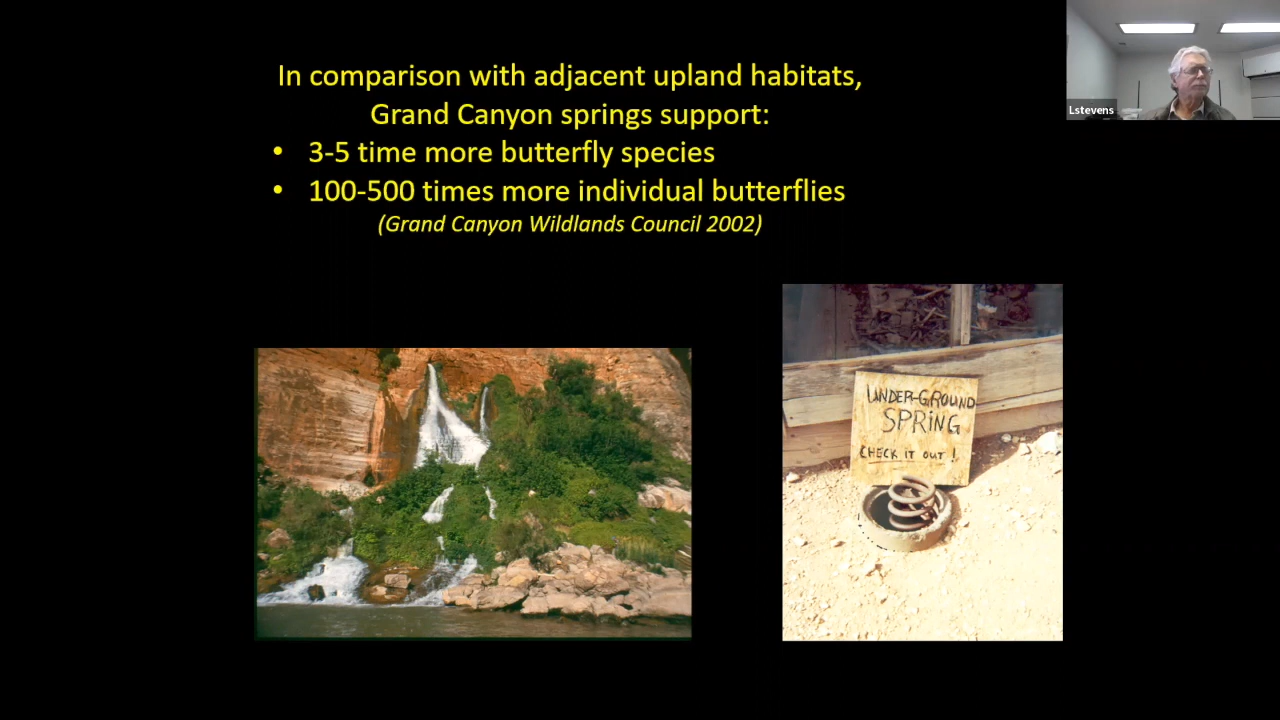 In comparison with adjacent upland habitats,
Grand Canyon springs support:
• 3-5 time more butterfly species
• 100-500 times more individual butterflies
(Grand Canyon Wildlands Council 2002)
Lstevens
UNDER-GROUND
SPRiNG
CHECK iT OUT !